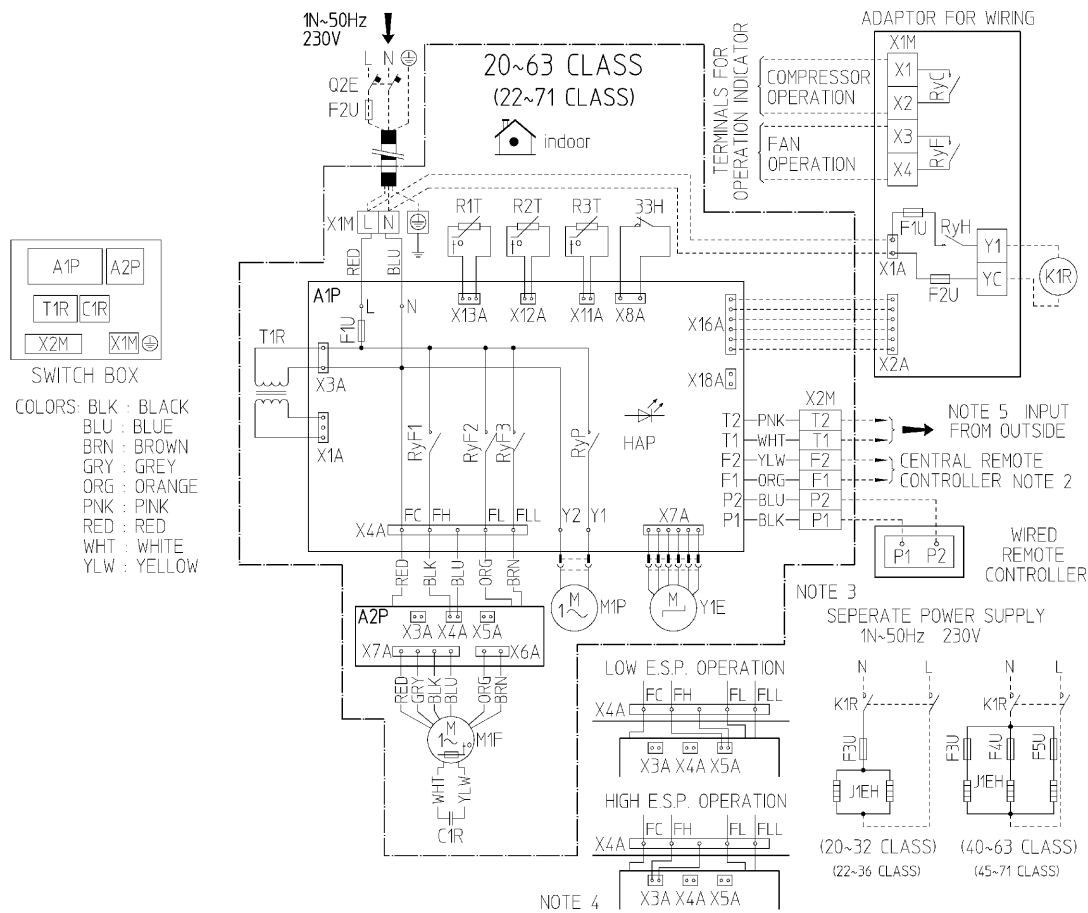 1N~50Hz
230V
L N
Q2E
F2U
20~63 CLASS
(22~71 CLASS)
indoor
TERMINALS FOR
OPERATION INDICATOR
COMPRESSOR
OPERATION
FAN
OPERATION
ADAPTOR FOR WIRING
X1M
X1
X2
X3
X4
RyC
RyF
F1U
RyH
X1A
F2U
Y1
YC
K1R
X2A
X1M L N
RED
BLU
R1T R2T R3T 33H
X13A X12A X11A X8A
A1P
L N
F1U
T1R
X3A
X1A
X16A
X18A
HAP
RyF1 RyF2 RyF3 RyP
X4A
FC FH FL FLL
Y2 Y1
X7A
X2M
T2 PNK T2
T1 WHT T1
F2 YLW F2
F1 ORG F1
P2 BLU P2
P1 BLK P1
NOTE 5 INPUT
FROM OUTSIDE
CENTRAL REMOTE
CONTROLLER NOTE 2
P1 P2
WIRED
REMOTE
CONTROLLER
A1P A2P
T1R C1R
X2M X1M
SWITCH BOX
COLORS: BLK : BLACK
BLU : BLUE
BRN : BROWN
GRY : GREY
ORG : ORANGE
PNK : PINK
RED : RED
WHT : WHITE
YLW : YELLOW
RED BLK BLU ORG BRN
A2P
X3A X4A X5A
X7A X6A
RED GRY BLK BLU ORG BRN
M
1~
M1F
WHT YLW
C1R
M
1~
M1P
M
Y1E
NOTE 3
SEPERATE POWER SUPPLY
1N~50Hz 230V
N L
K1R
F3U
J1EH
(20~32 CLASS)
(22~36 CLASS)
N L
K1R
F3U F4U F5U
J1EH
(40~63 CLASS)
(45~71 CLASS)
LOW E.S.P. OPERATION
FC FH FL FLL
X4A
X3A X4A X5A
HIGH E.S.P. OPERATION
FC FH FL FLL
X4A
X3A X4A X5A
NOTE 4